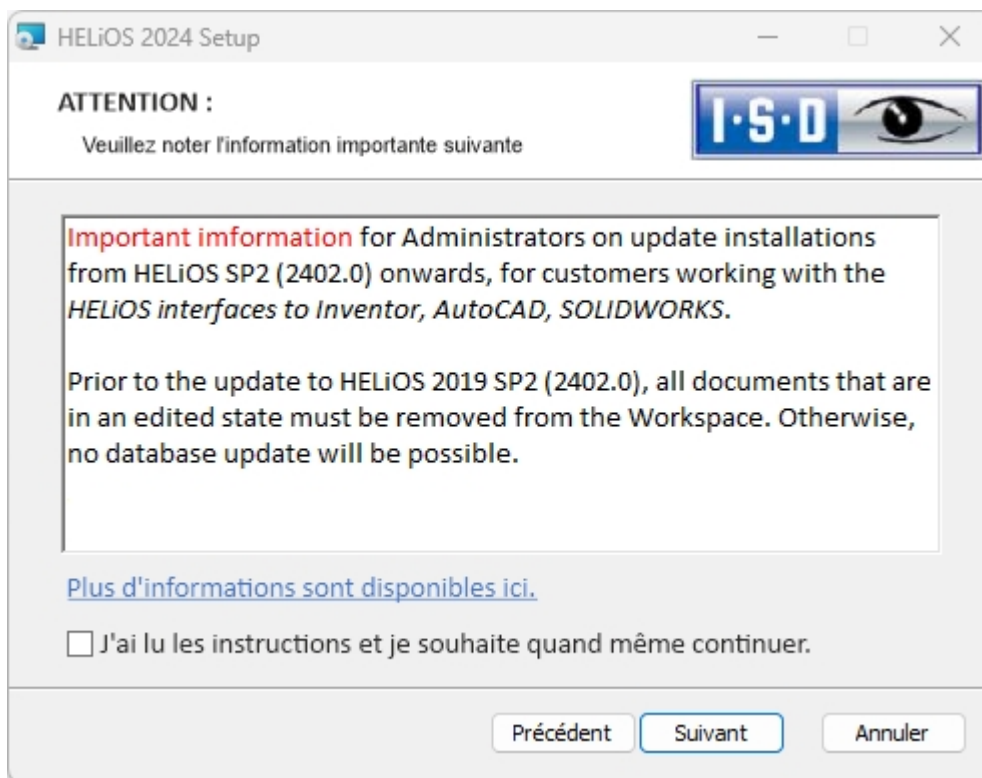 HELiOS 2024 Setup
ATTENTION :
Veuillez noter l'information importante suivante
I·S·D
Important imformation for Administrators on update installations
from HELiOS SP2 (2402.0) onwards, for customers working with the
HELiOS interfaces to Inventor, AutoCAD, SOLIDWORKS.
Prior to the update to HELiOS 2019 SP2 (2402.0), all documents that are
in an edited state must be removed from the Workspace. Otherwise,
no database update will be possible.
Plus d'informations sont disponibles ici.
J'ai lu les instructions et je souhaite quand même continuer.
Précédent
Suivant
Annuler